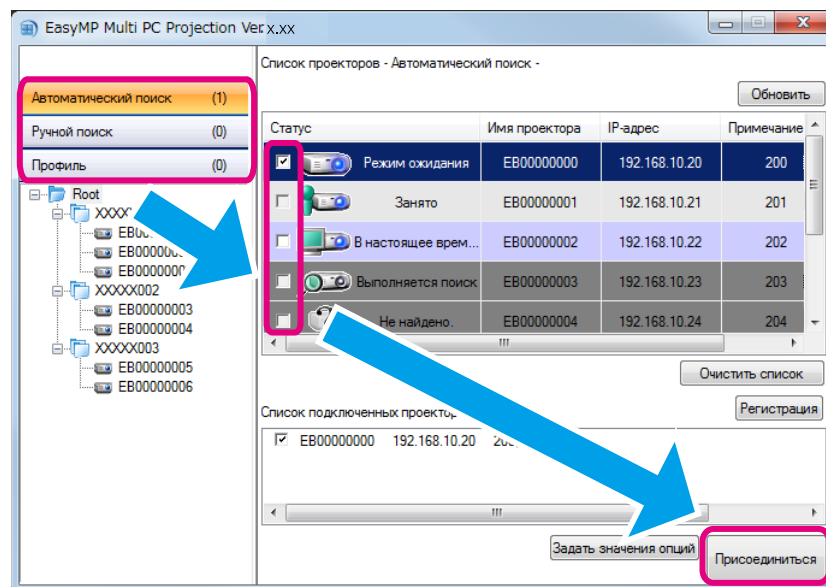 EasyMP Multi PC Projection Ver x.xx
Список проекторов - Автоматический поиск -
Автоматический поиск (1)
Обновить
Ручной поиск (0)
Профиль (0)
Статус Имя проектора IP-адрес Примечание
Режим ожидания EB00000000 192.168.10.20 200
Занято EB00000001 192.168.10.21 201
В настоящее врем... EB00000002 192.168.10.22 202
Выполняется поиск EB00000003 192.168.10.23 203
Не найдено. EB00000004 192.168.10.24 204
Root
XXXXX002
EB00000003
EB00000004
XXXXX003
EB00000005
EB00000006
Очистить список
Регистрация
Список подключенных
EB00000000 192.168.10.20
Задать значения опций
Присоединиться